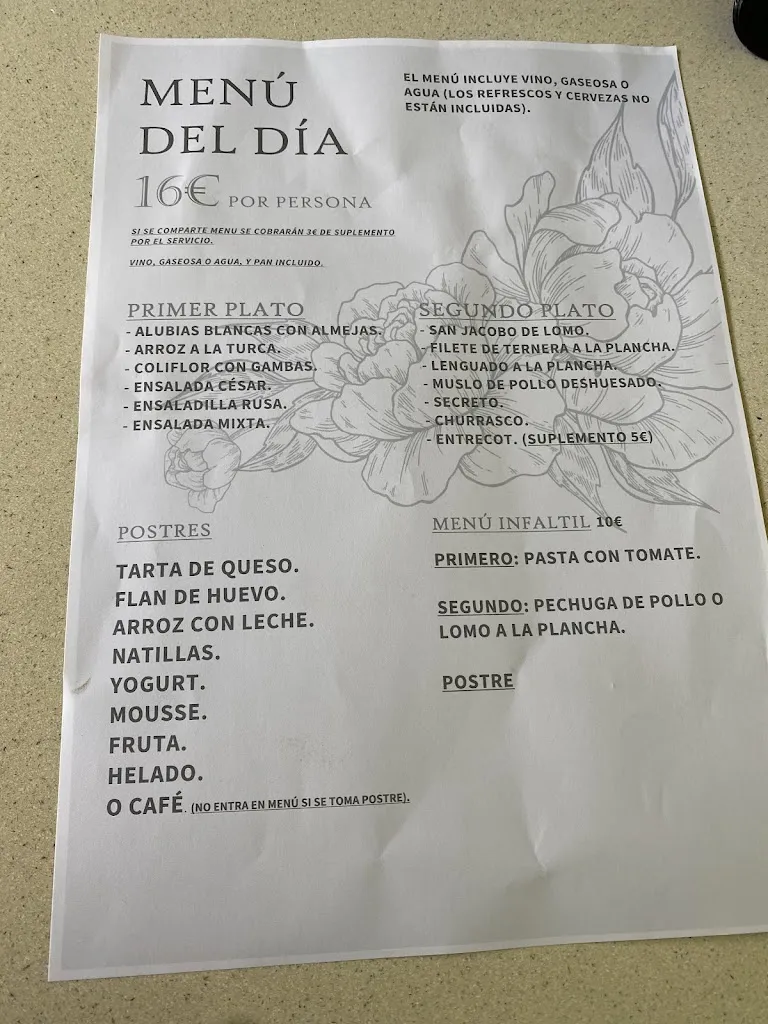 MENÚ
DEL DÍA
16€ POR PERSONA
SI SE COMPARTE MENU SE COBRARÁN 3€ DE SUPLEMENTO
POR EL SERVICIO.
VINO, GASEOSA O AGUA, Y PAN INCLUIDO.
EL MENÚ INCLUYE VINO, GASEOSA O
AGUA (LOS REFRESCOS Y CERVEZAS NO
ESTÁN INCLUIDAS).
PRIMER PLATO
- ALUBIAS BLANCAS CON ALMEJAS.
- ARROZ A LA TURCA.
- COLIFLOR CON GAMBAS.
- ENSALADA CÉSAR.
- ENSALADILLA RUSA.
- ENSALADA MIXTA.
SEGUNDO PLATO
- SAN JACOBO DE LOMO.
- FILETE DE TERNERA A LA PLANCHA.
- LENGUADO A LA PLANCHA.
- MUSLO DE POLLO DESHUESADO.
- SECRETO.
- CHURRASCO.
- ENTRECOT. (SUPLEMENTO 5€)
POSTRES
TARTA DE QUESO.
FLAN DE HUEVO.
ARROZ CON LECHE.
NATILLAS.
YOGURT.
MOUSSE.
FRUTA.
HELADO.
O CAFÉ. (NO ENTRA EN MENÚ SI SE TOMA POSTRE).
MENÚ INFALTIL 10€
PRIMERO: PASTA CON TOMATE.
SEGUNDO: PECHUGA DE POLLO O
LOMO A LA PLANCHA.
POSTRE